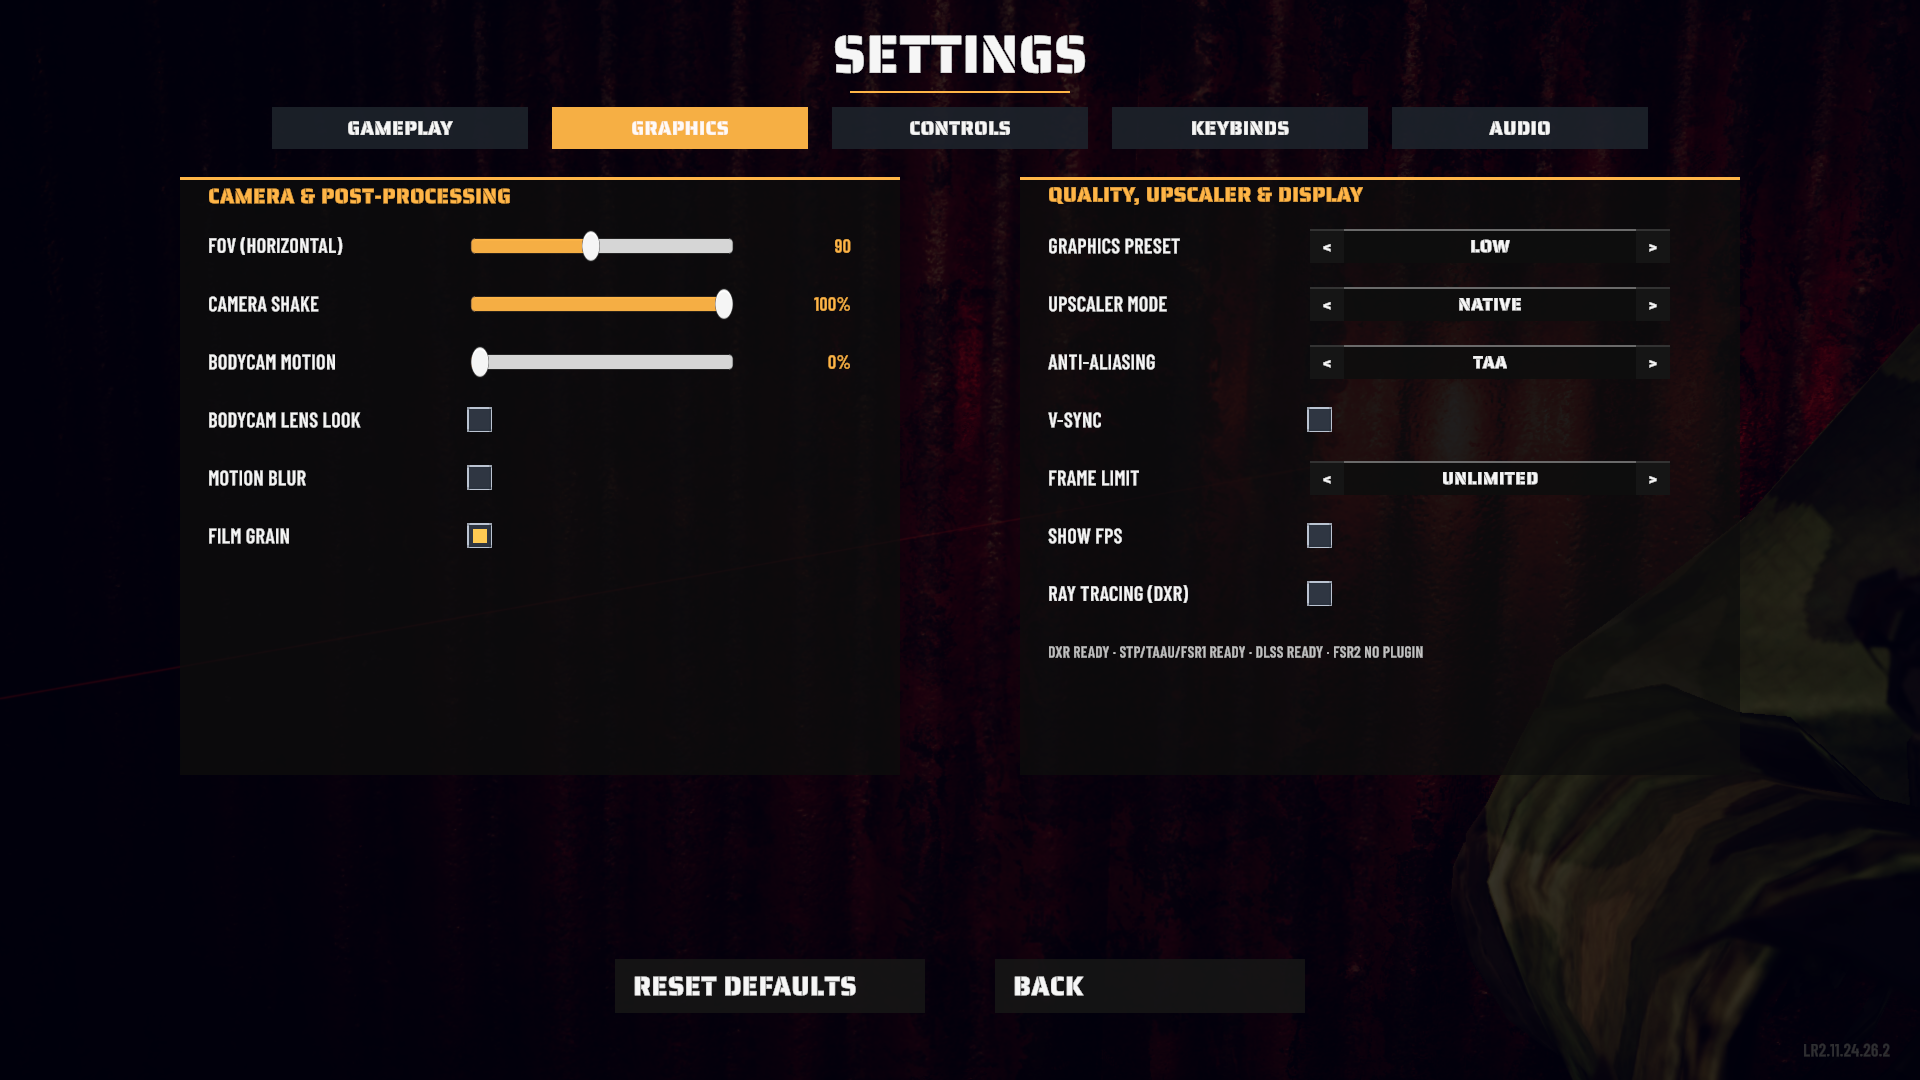 SETTINGS
GAMEPLAY
GRAPHICS
CONTROLS
KEYBINDS
AUDIO
CAMERA & POST-PROCESSING
FOV (HORIZONTAL)
90
CAMERA SHAKE
100%
BODYCAM MOTION
0%
BODYCAM LENS LOOK
MOTION BLUR
FILM GRAIN
QUALITY, UPSCALER & DISPLAY
GRAPHICS PRESET
< LOW >
UPSCALER MODE
< NATIVE >
ANTI-ALIASING
< TAA >
V-SYNC
FRAME LIMIT
< UNLIMITED >
SHOW FPS
RAY TRACING (DXR)
DXR READY · STP/TAAU/FSR1 READY · DLSS READY · FSR2 NO PLUGIN
RESET DEFAULTS
BACK
LR2.11.24.26.2